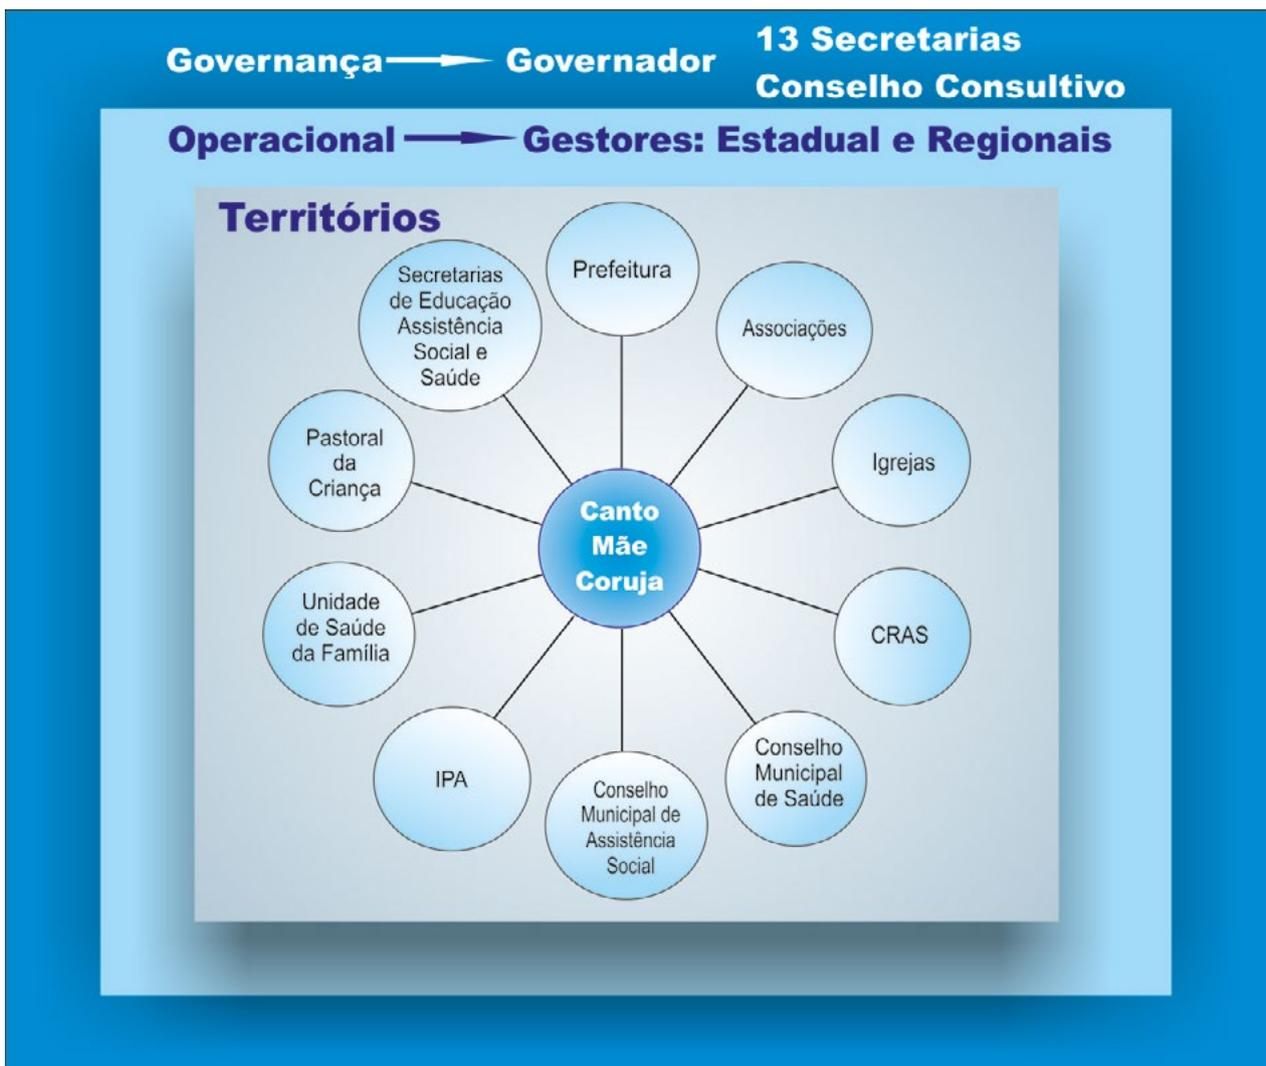 Governança Governador
13 Secretarias
Conselho Consultivo
Operacional Gestores: Estadual e Regionais
Territórios
Prefeitura
Secretarias
de Educação
Assistência
Social e
Saúde
Associações
Pastoral
da
Criança
Igrejas
Canto
Mãe
Coruja
Unidade
de Saúde
da Família
CRAS
IPA
Conselho
Municipal de
Assistência
Social
Conselho
Municipal
de Saúde